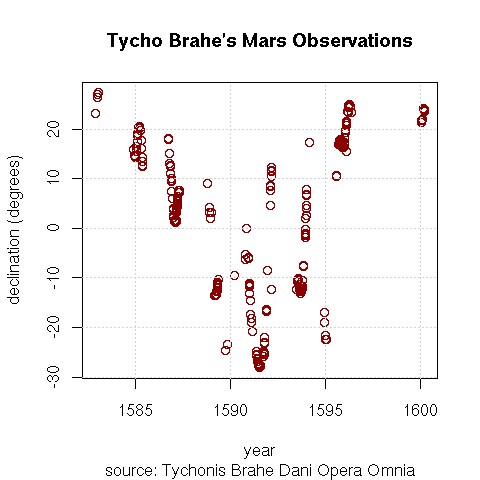 Tycho Brahe's Mars Observations
declination (degrees)
20
10
0
-10
-20
-30
1585 1590 1595 1600
year
source: Tychonis Brahe Dani Opera Omnia